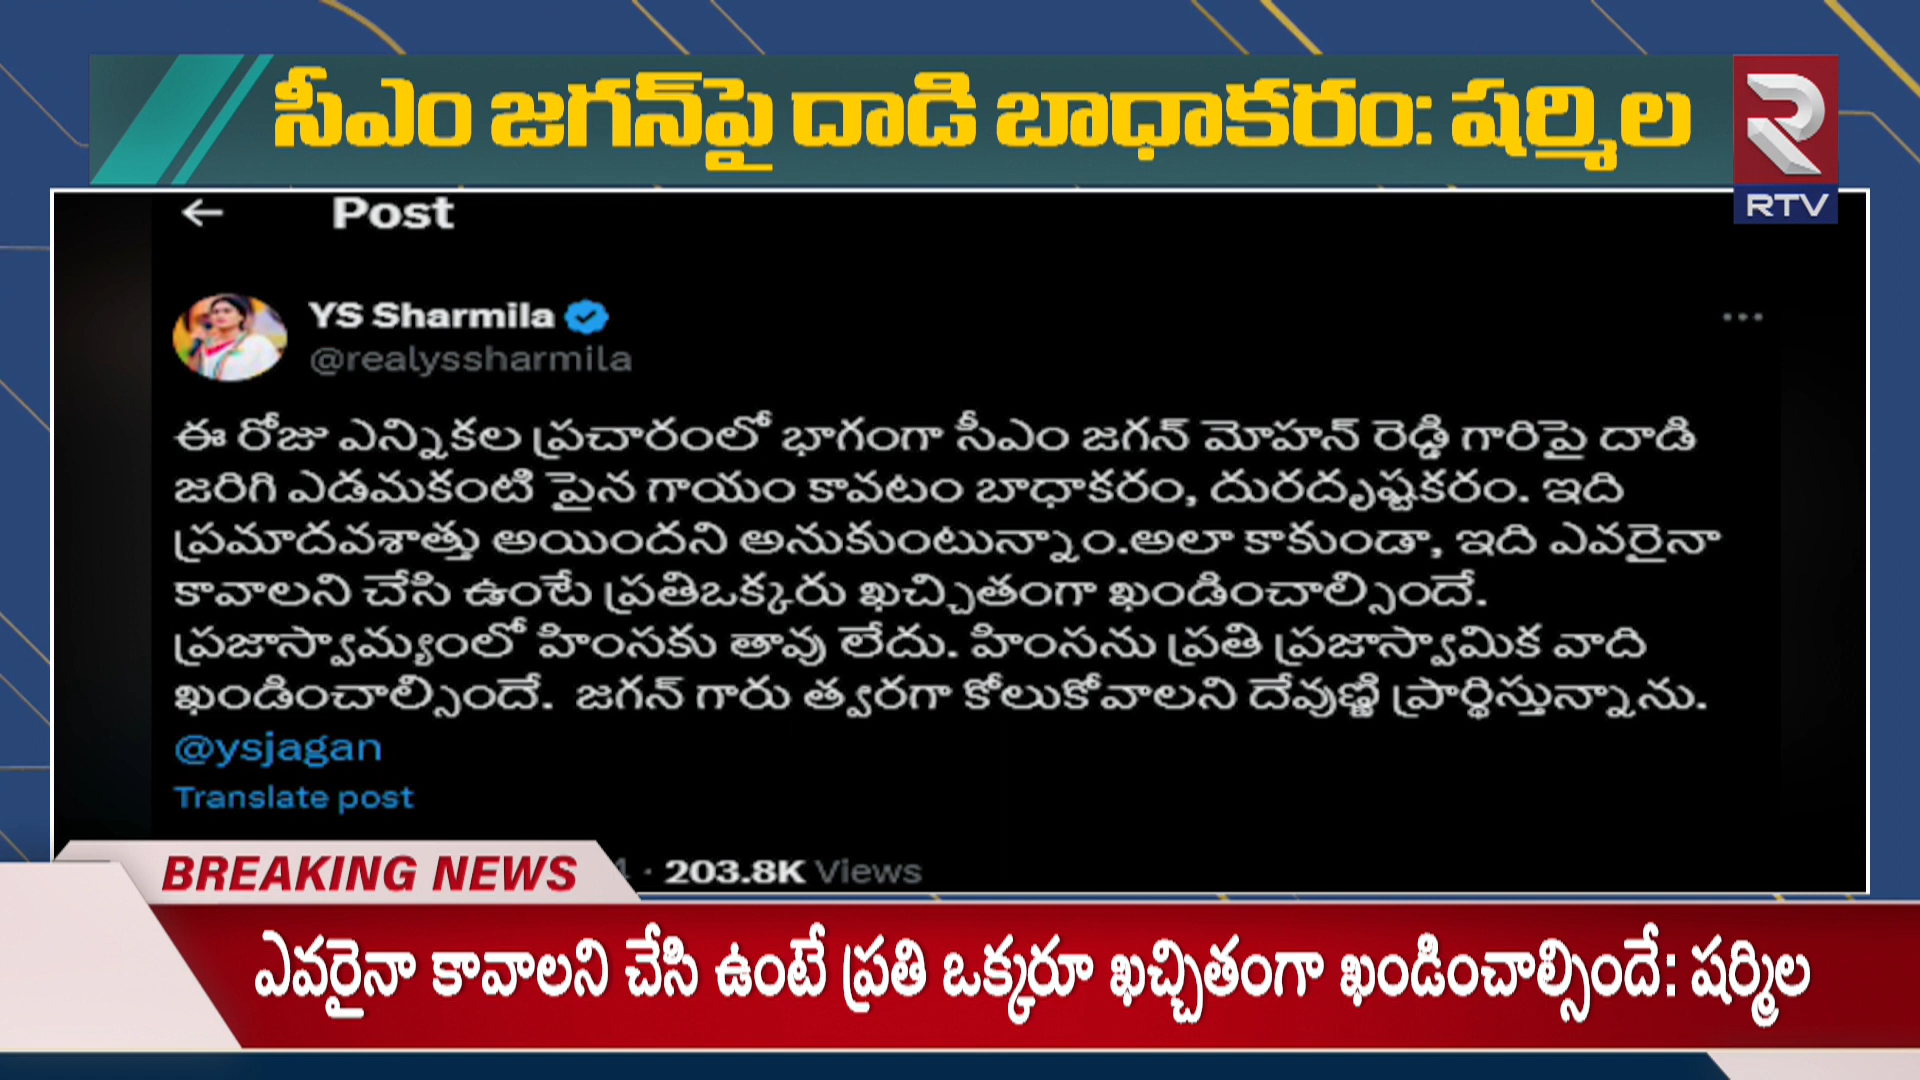 సీఎం జగన్‌పై దాడి బాధాకరం: షర్మిల
RTV
Post
YS Sharmila
@realyssharmila
ఈ రోజు ఎన్నికల ప్రచారంలో భాగంగా సీఎం జగన్ మోహన్ రెడ్డి గారిపై దాడి
జరిగి ఎడమకంటి పైన గాయం కావటం బాధాకరం, దురదృష్టకరం. ఇది
ప్రమాదవశాత్తు అయిందని అనుకుంటున్నాం.అలా కాకుండా, ఇది ఎవరైనా
కావాలని చేసి ఉంటే ప్రతిఒక్కరు ఖచ్చితంగా ఖండించాల్సిందే.
ప్రజాస్వామ్యంలో హింసకు తావు లేదు. హింసను ప్రతి ప్రజాస్వామిక వాది
ఖండించాల్సిందే. జగన్ గారు త్వరగా కోలుకోవాలని దేవుణ్ణి ప్రార్థిస్తున్నాను.
@ysjagan
Translate post
4 · 203.8K Views
BREAKING NEWS
ఎవరైనా కావాలని చేసి ఉంటే ప్రతి ఒక్కరూ ఖచ్చితంగా ఖండించాల్సిందే: షర్మిల